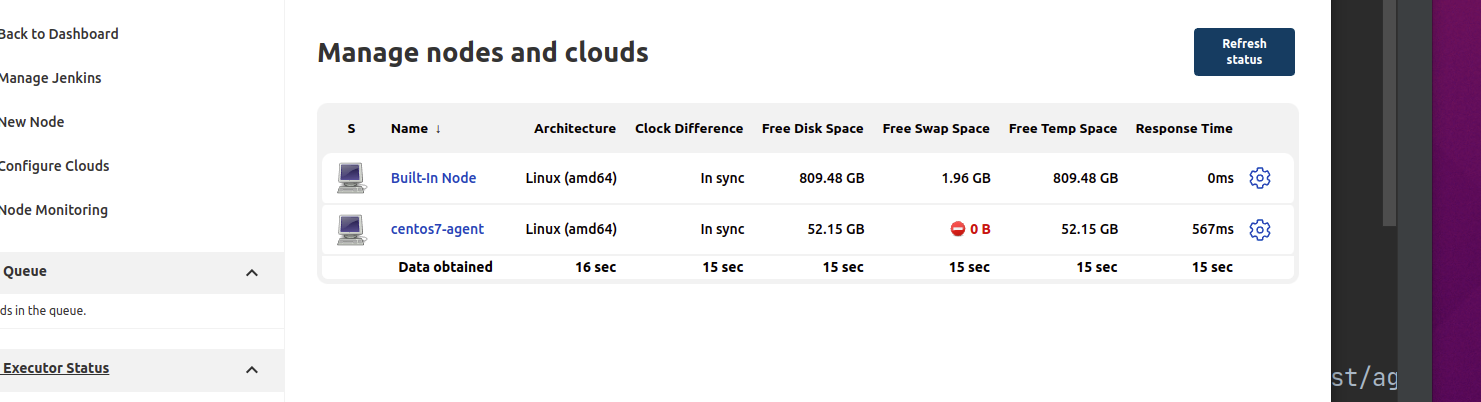 Back to Dashboard
Manage Jenkins
New Node
Configure Clouds
Node Monitoring
Queue
ds in the queue.
Executor Status
Manage nodes and clouds
Refresh
status
S Name ↓ Architecture Clock Difference Free Disk Space Free Swap Space Free Temp Space Response Time
Built-In Node Linux (amd64) In sync 809.48 GB 1.96 GB 809.48 GB 0ms
centos7-agent Linux (amd64) In sync 52.15 GB 0 B 52.15 GB 567ms
Data obtained 16 sec 15 sec 15 sec 15 sec 15 sec 15 sec
st/ag